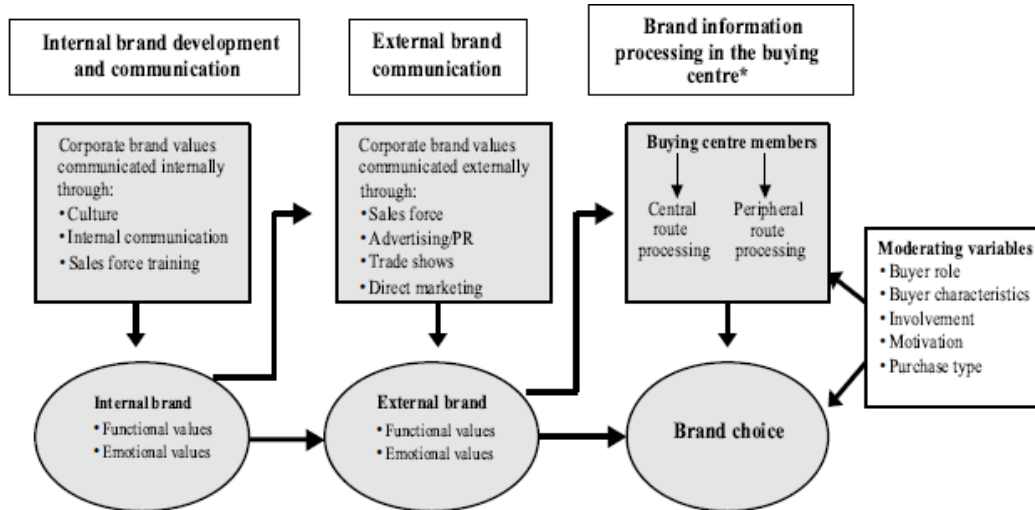 Internal brand development
and communication
External brand
communication
Brand information
processing in the buying
centre*
Corporate brand values
communicated internally
through:
• Culture
• Internal communication
• Sales force training
Corporate brand values
communicated externally
through:
• Sales force
• Advertising/PR
• Trade shows
• Direct marketing
Buying centre members
Central
route
processing
Peripheral
route
processing
Moderating variables
• Buyer role
• Buyer characteristics
• Involvement
• Motivation
• Purchase type
Internal brand
• Functional values
• Emotional values
External brand
• Functional values
• Emotional values
Brand choice